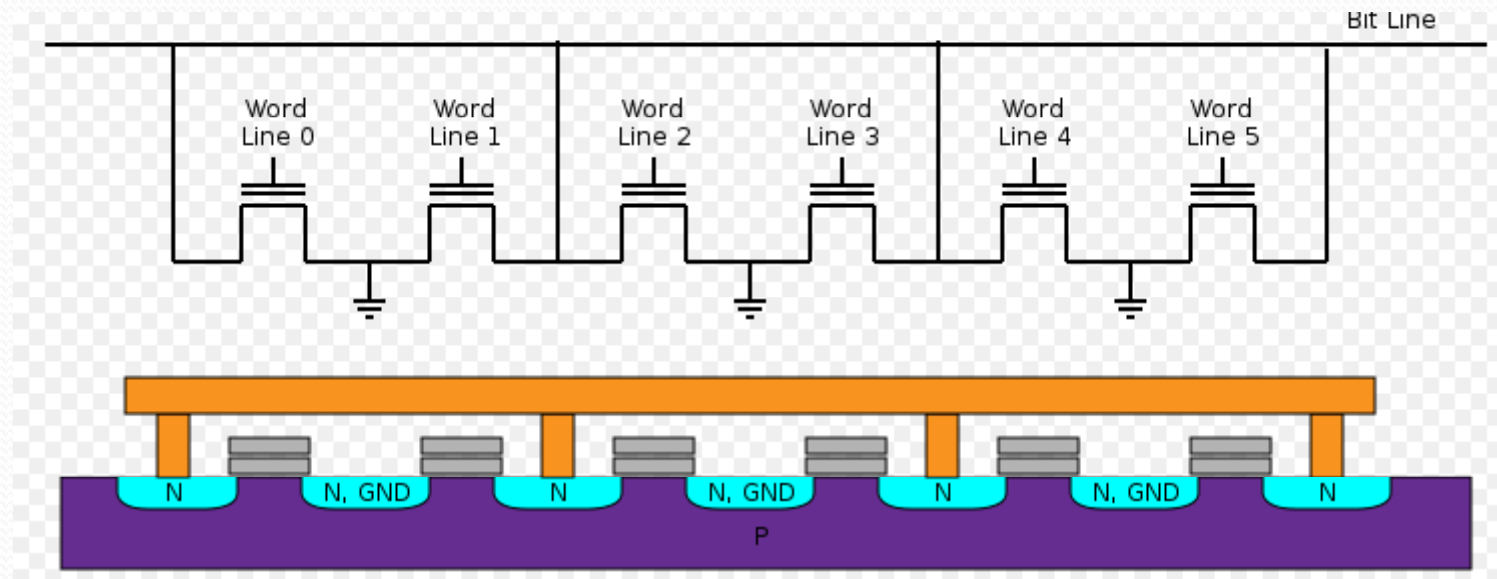 Bit Line
Word
Line 0
Word
Line 1
Word
Line 2
Word
Line 3
Word
Line 4
Word
Line 5
N
N, GND
N
N, GND
N
N, GND
N
P